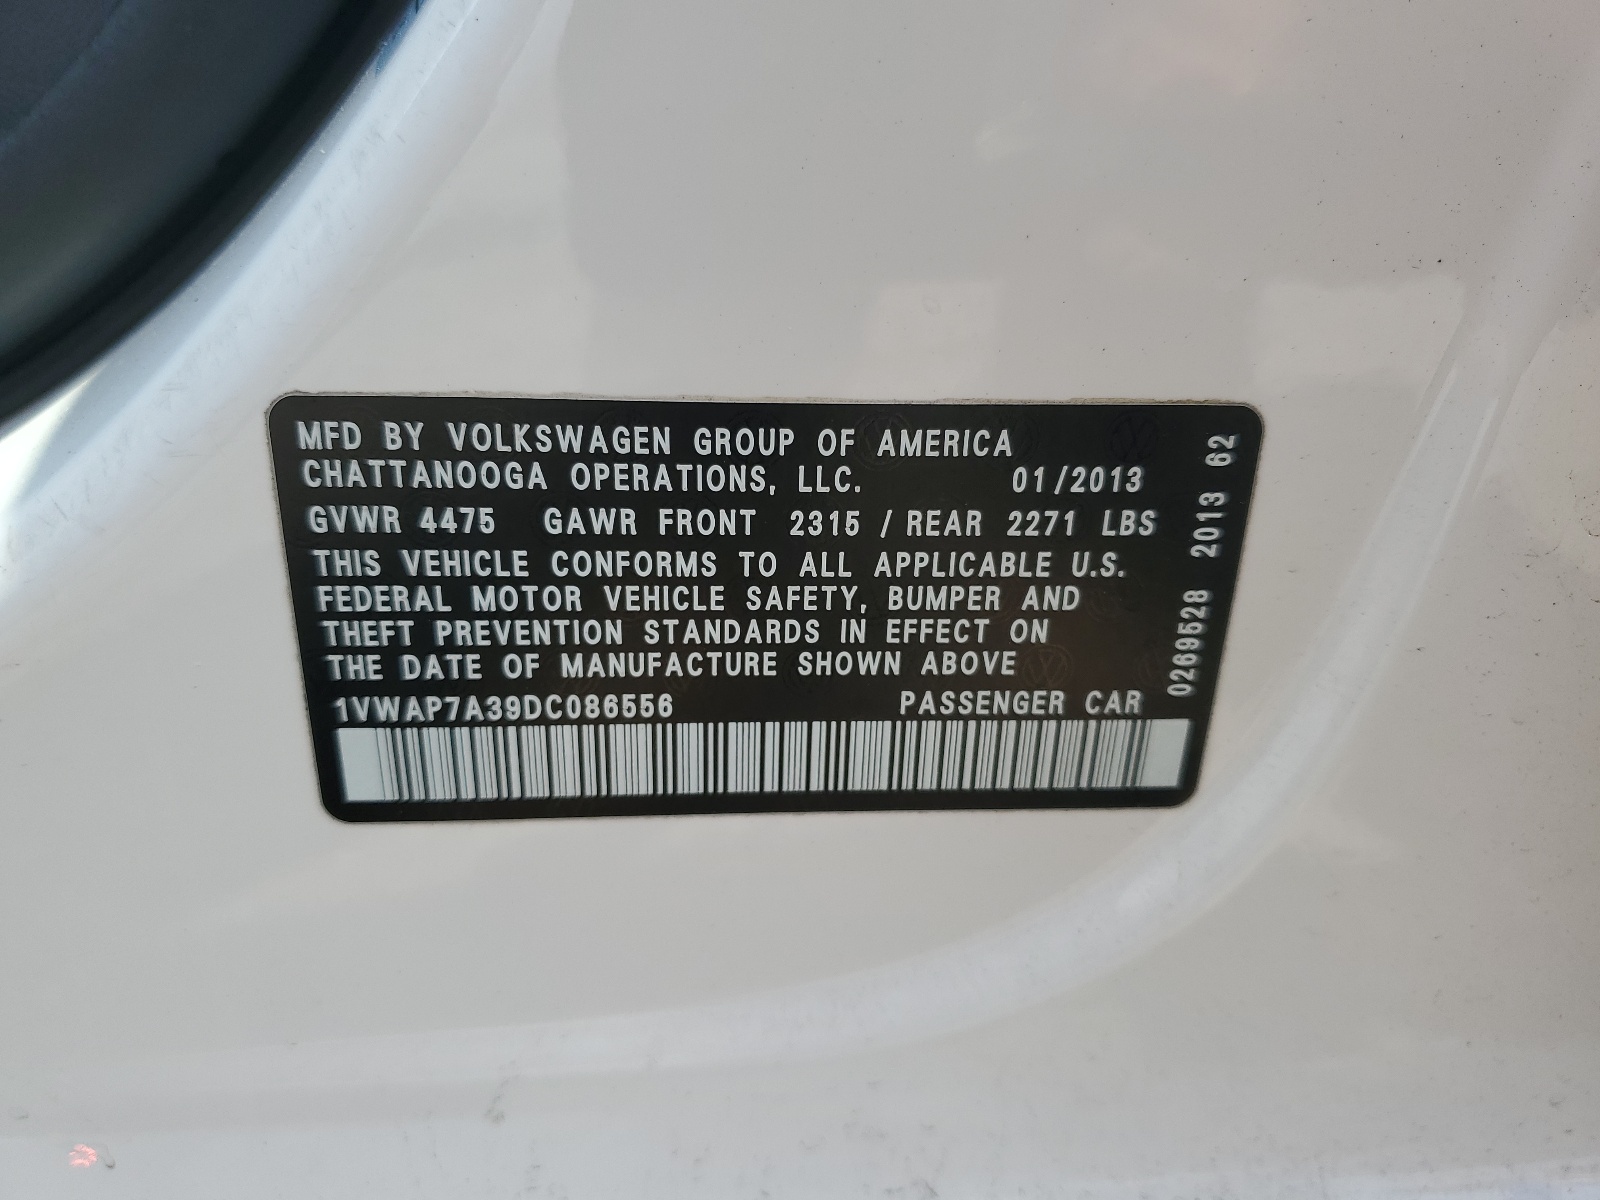 MFD BY VOLKSWAGEN GROUP OF AMERICA
CHATTANOOGA OPERATIONS, LLC. 01/2013
GVWR 4475 GAWR FRONT 2315 / REAR 2271 LBS
THIS VEHICLE CONFORMS TO ALL APPLICABLE U.S.
FEDERAL MOTOR VEHICLE SAFETY, BUMPER AND
THEFT PREVENTION STANDARDS IN EFFECT ON
THE DATE OF MANUFACTURE SHOWN ABOVE
1VWAP7A39DC086556 PASSENGER CAR
0269528 2013 62